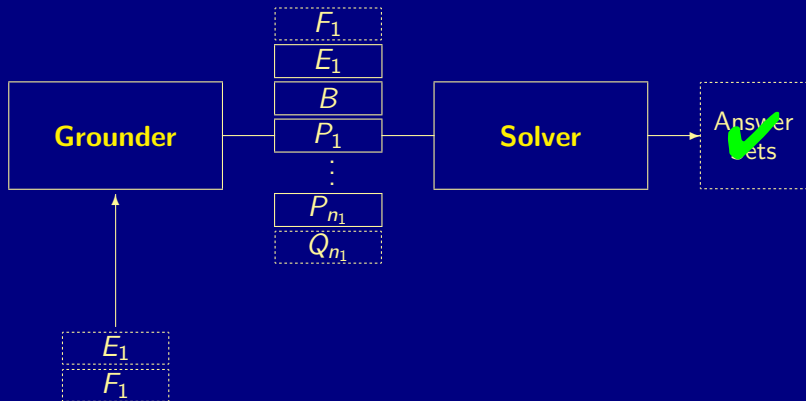 F₁
E₁
B
Grounder
P₁
Solver
Answer
Sets
⋮
Pₙ₁
Qₙ₁
E₁
F₁